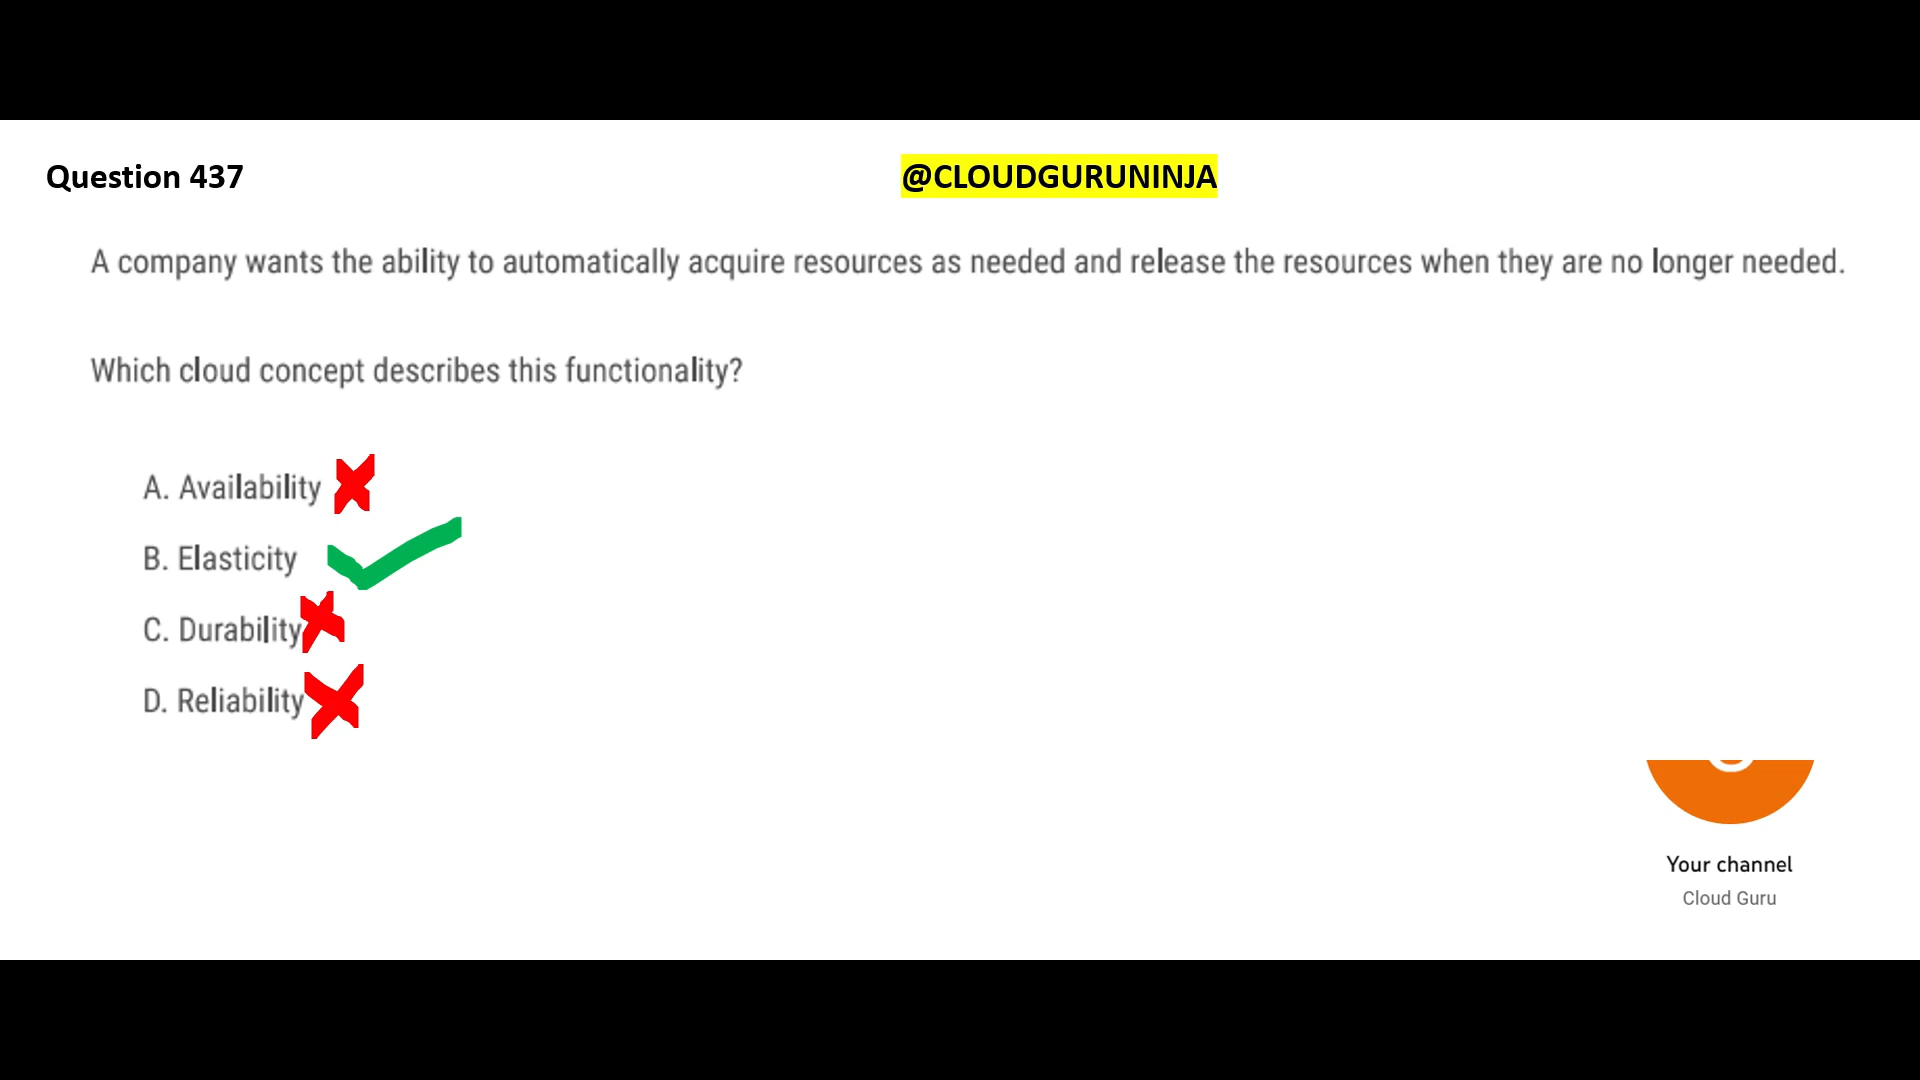 Question 437
@CLOUDGURUNINJA
A company wants the ability to automatically acquire resources as needed and release the resources when they are no longer needed.
Which cloud concept describes this functionality?
A. Availability
B. Elasticity
C. Durability
D. Reliability
Your channel
Cloud Guru